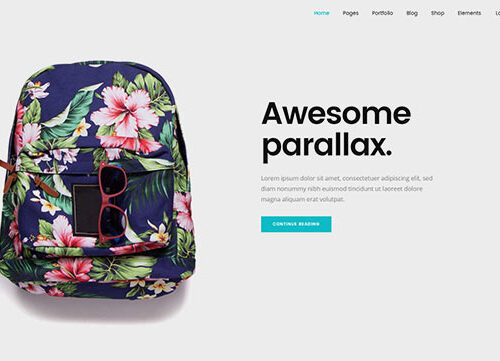 Home Pages Portfolio Blog Shop Elements
Awesome
parallax.
Lorem ipsum dolor sit amet, consectetuer adipiscing elit, sed
diam nonummy nibh euismod tincidunt ut laoreet dolore
magna aliquam erat volutpat.
CONTINUE READING